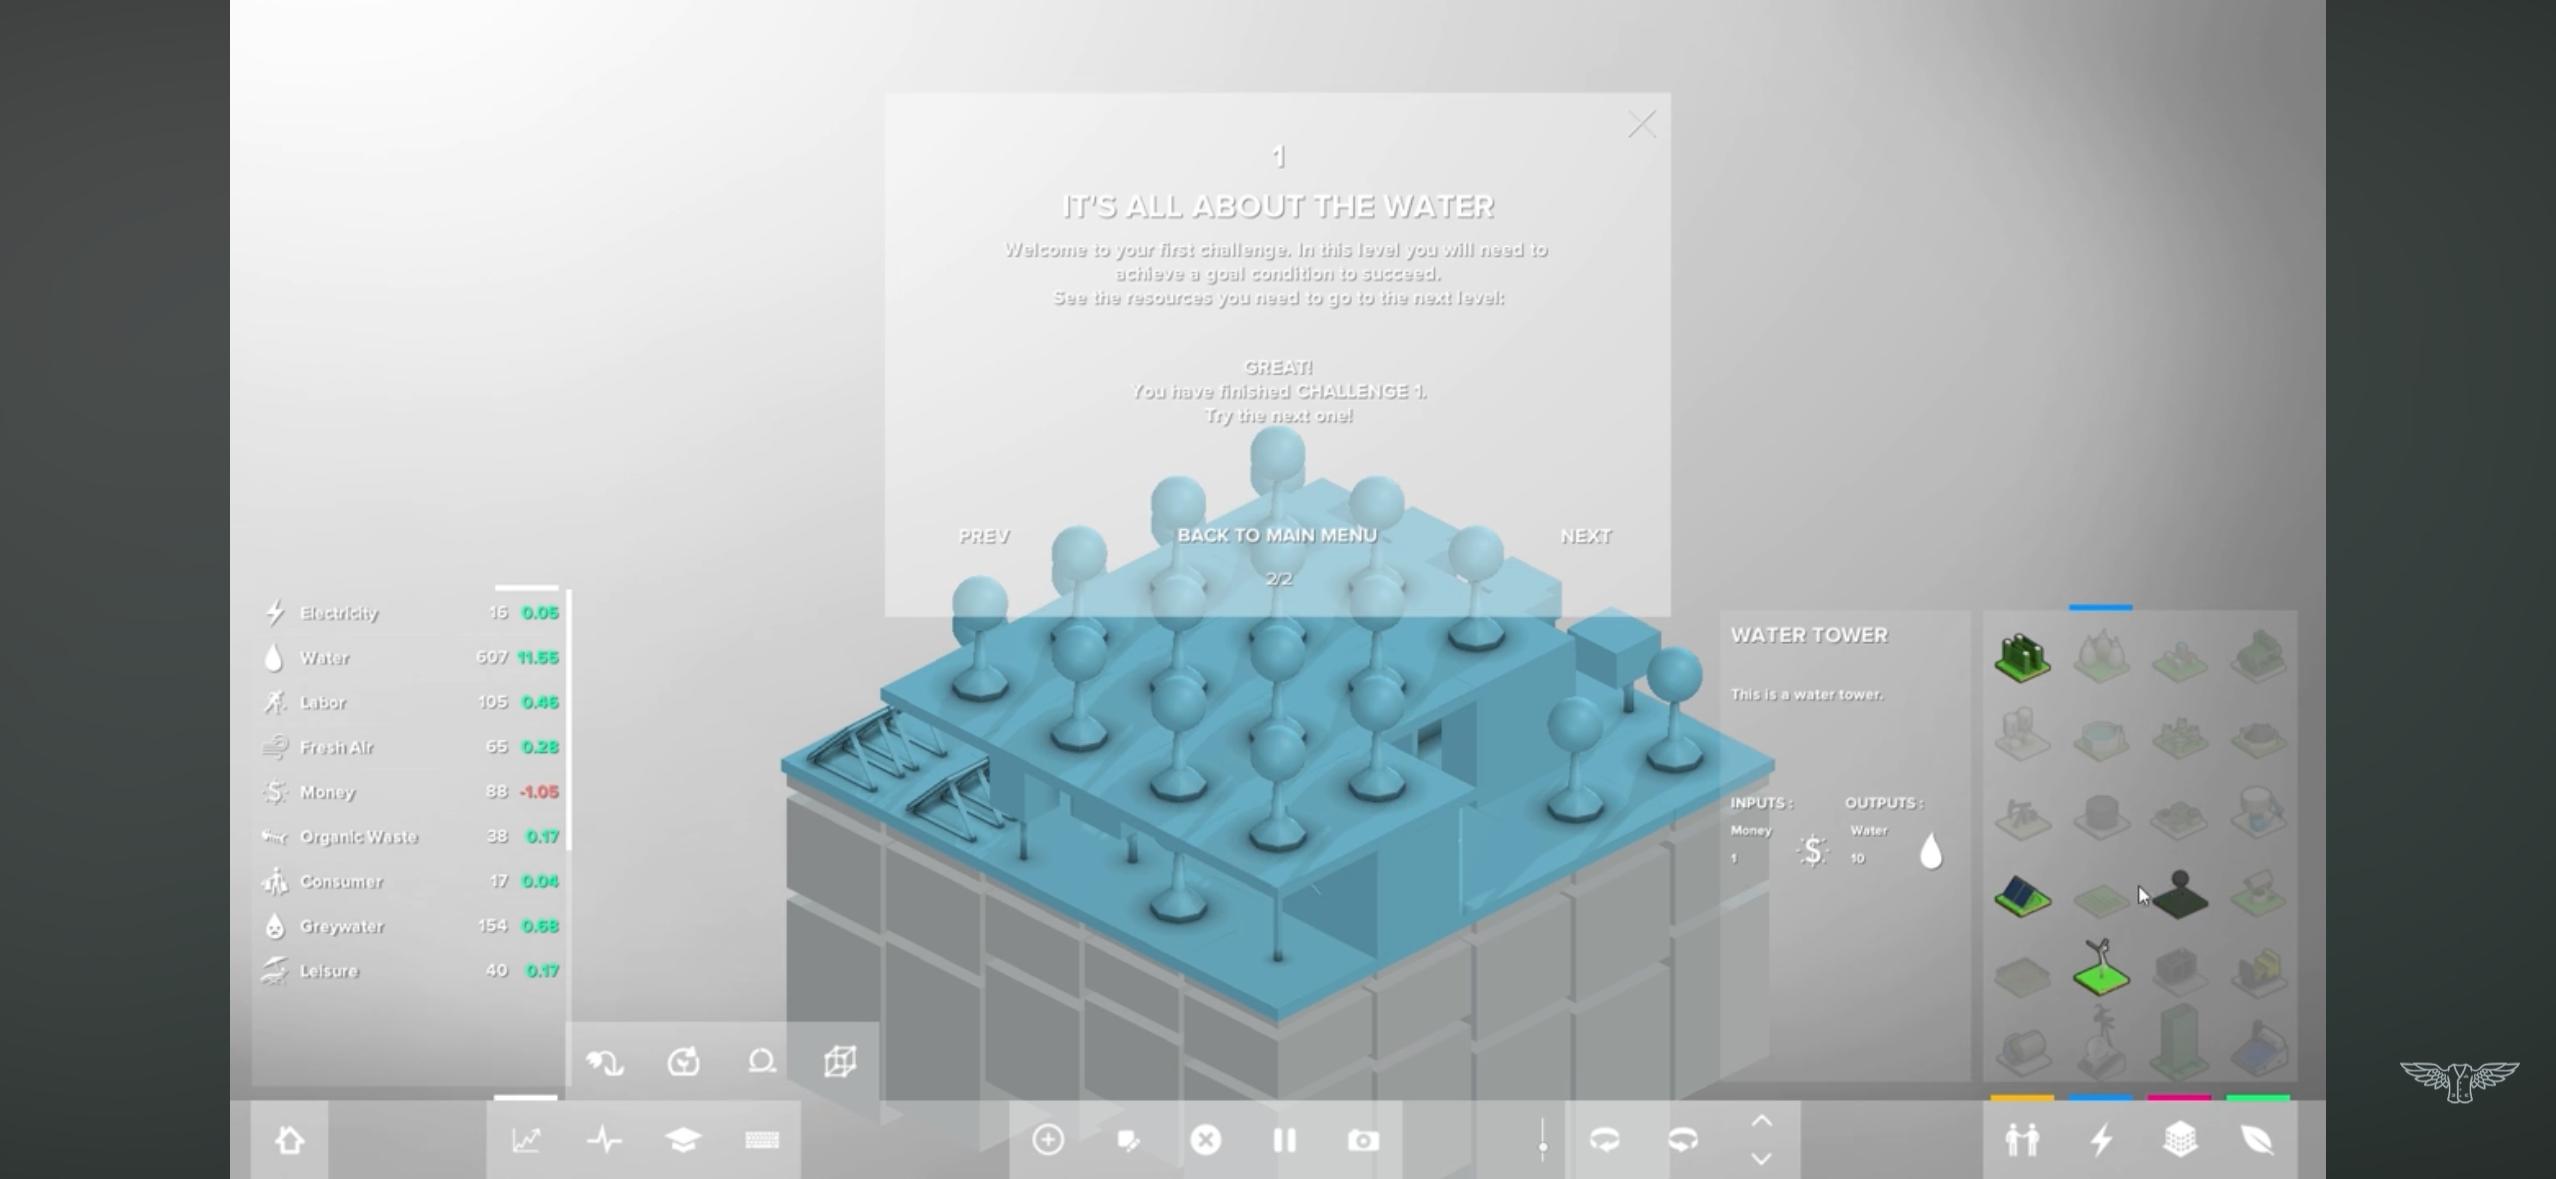 1
IT'S ALL ABOUT THE WATER
Welcome to your first challenge. In this level you will need to
achieve a goal condition to succeed.
See the resources you need to go to the next level:
GREAT!
You have finished CHALLENGE 1.
Try the next one!
PREV BACK TO MAIN MENU NEXT
2/2
Electricity 16 0.05
Water 607 11.55
Labor 105 0.46
Fresh Air 65 0.28
Money 88 -1.05
Organic Waste 38 0.17
Consumer 17 0.04
Greywater 154 0.68
Leisure 40 0.17
WATER TOWER
This is a water tower.
INPUTS : OUTPUTS :
Money Water
1 10